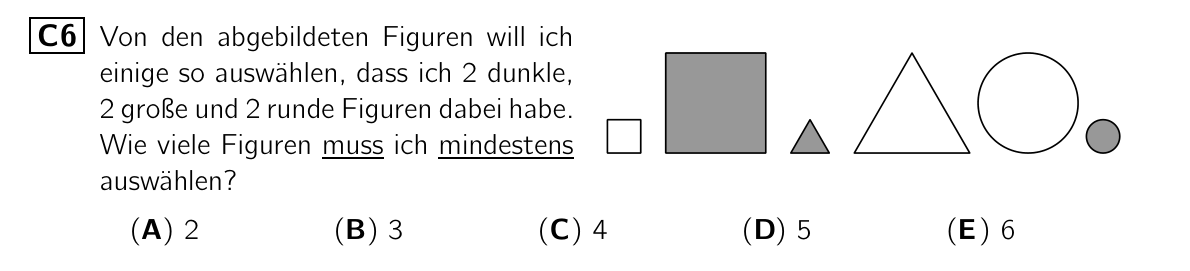 C6 Von den abgebildeten Figuren will ich
einige so auswählen, dass ich 2 dunkle,
2 große und 2 runde Figuren dabei habe.
Wie viele Figuren muss ich mindestens
auswählen?
(A) 2 (B) 3 (C) 4 (D) 5 (E) 6